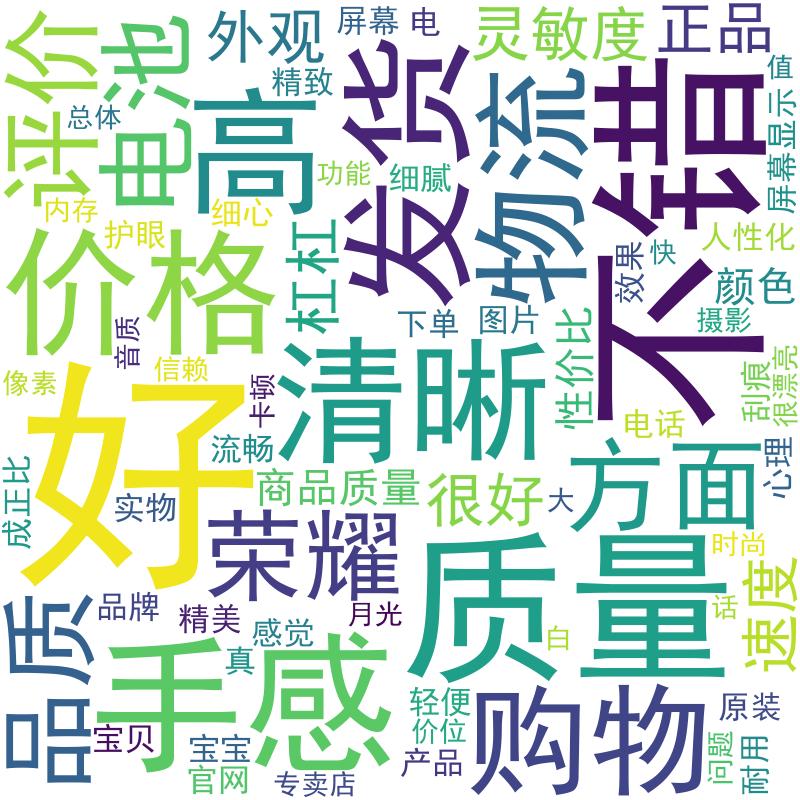 评价
电池
外观
屏幕
电
灵敏度
正品
总体
精致
高
发货
物流
不错
值
屏幕显示
功能
细腻
内存
护眼
细心
价格
杠杠
人性化
效果
快
颜色
下单
图片
摄影
音质
性价比
刮痕
很漂亮
像素
信赖
卡顿
清晰
好
流畅
电话
成正比
实物
商品质量
很好
大
方面
心理
荣耀
质量
时尚
速度
品质
品牌
精美
感觉
月光
白
话
手感
真
轻便
价位
购物
原装
宝贝
宝宝
官网
专卖店
产品
问题
耐用